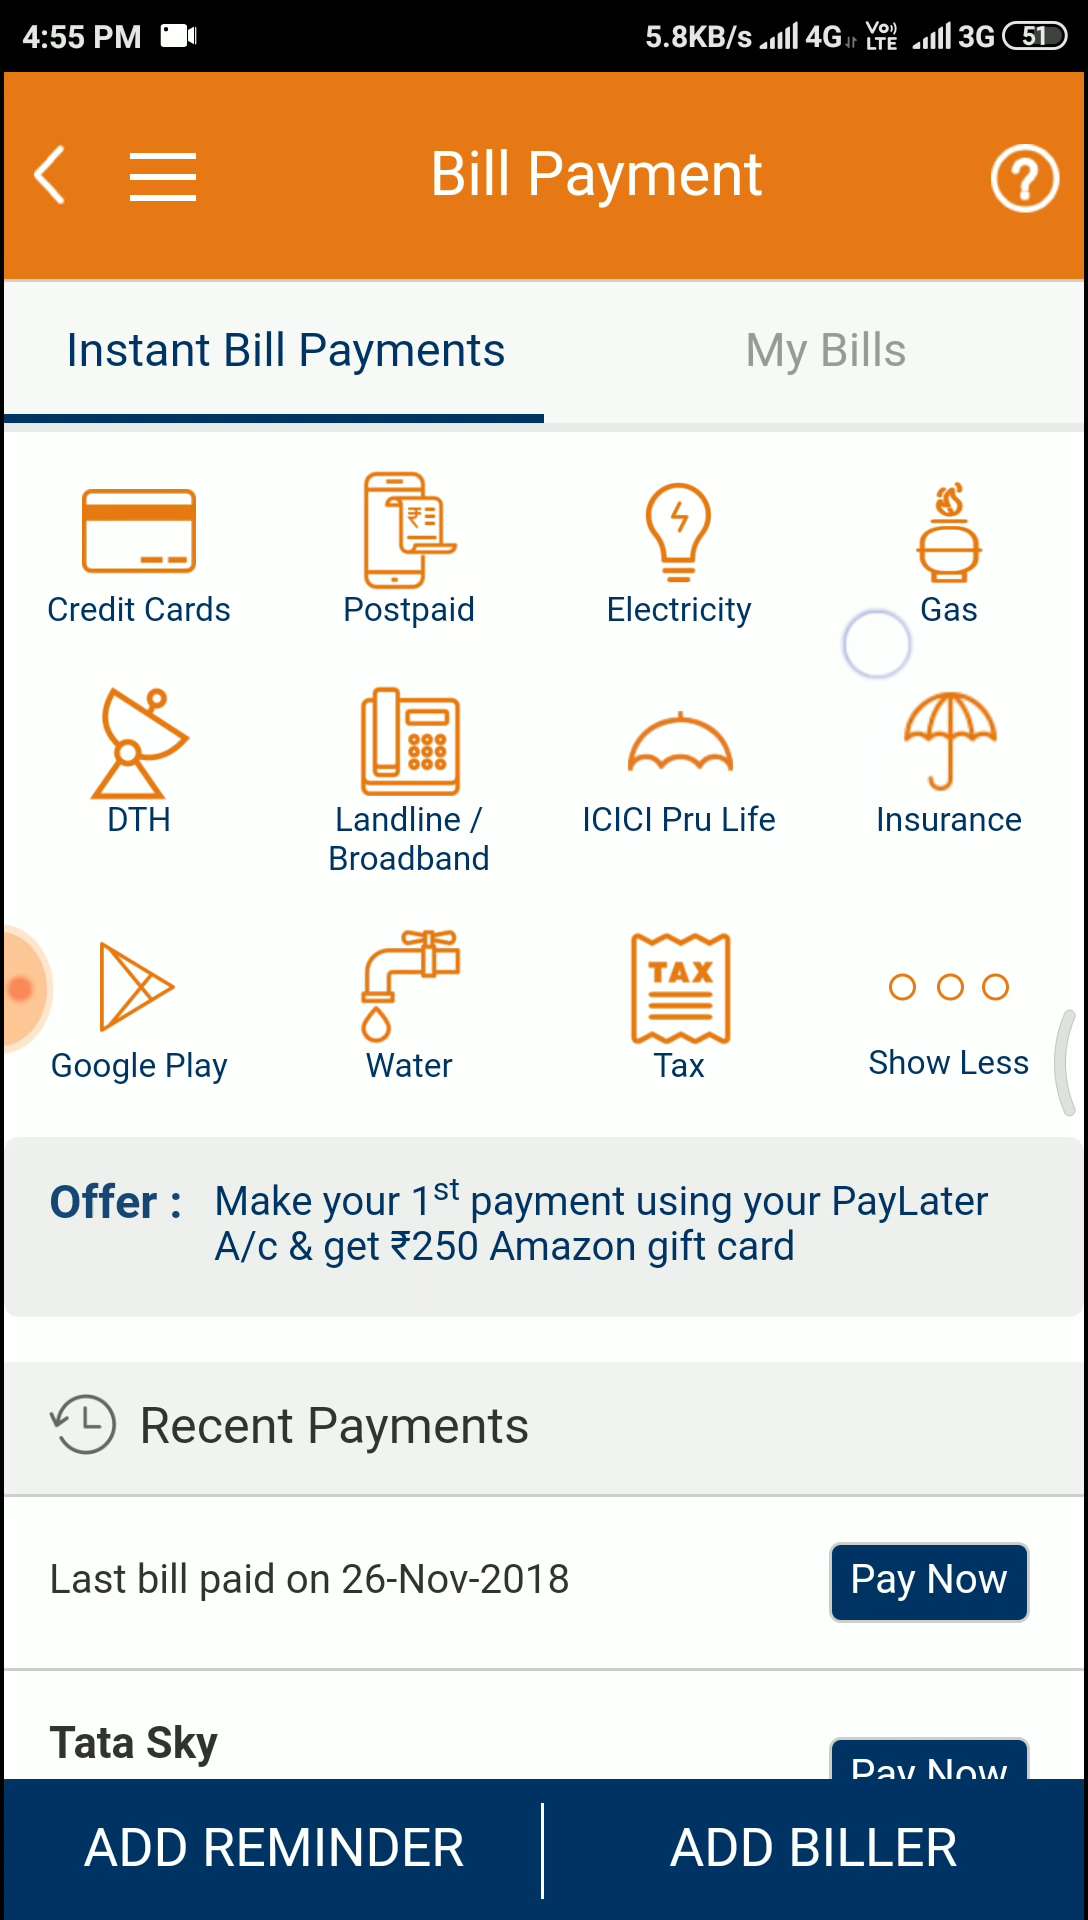 4:55 PM 5.8KB/s 4G VoLTE 3G 51
Bill Payment
Instant Bill Payments My Bills
Credit Cards Postpaid Electricity Gas
DTH Landline / ICICI Pru Life Insurance
Broadband
TAX
Google Play Water Tax Show Less
Offer : Make your 1st payment using your PayLater
A/c & get ₹250 Amazon gift card
Recent Payments
Last bill paid on 26-Nov-2018 Pay Now
Tata Sky
Pay Now
ADD REMINDER ADD BILLER